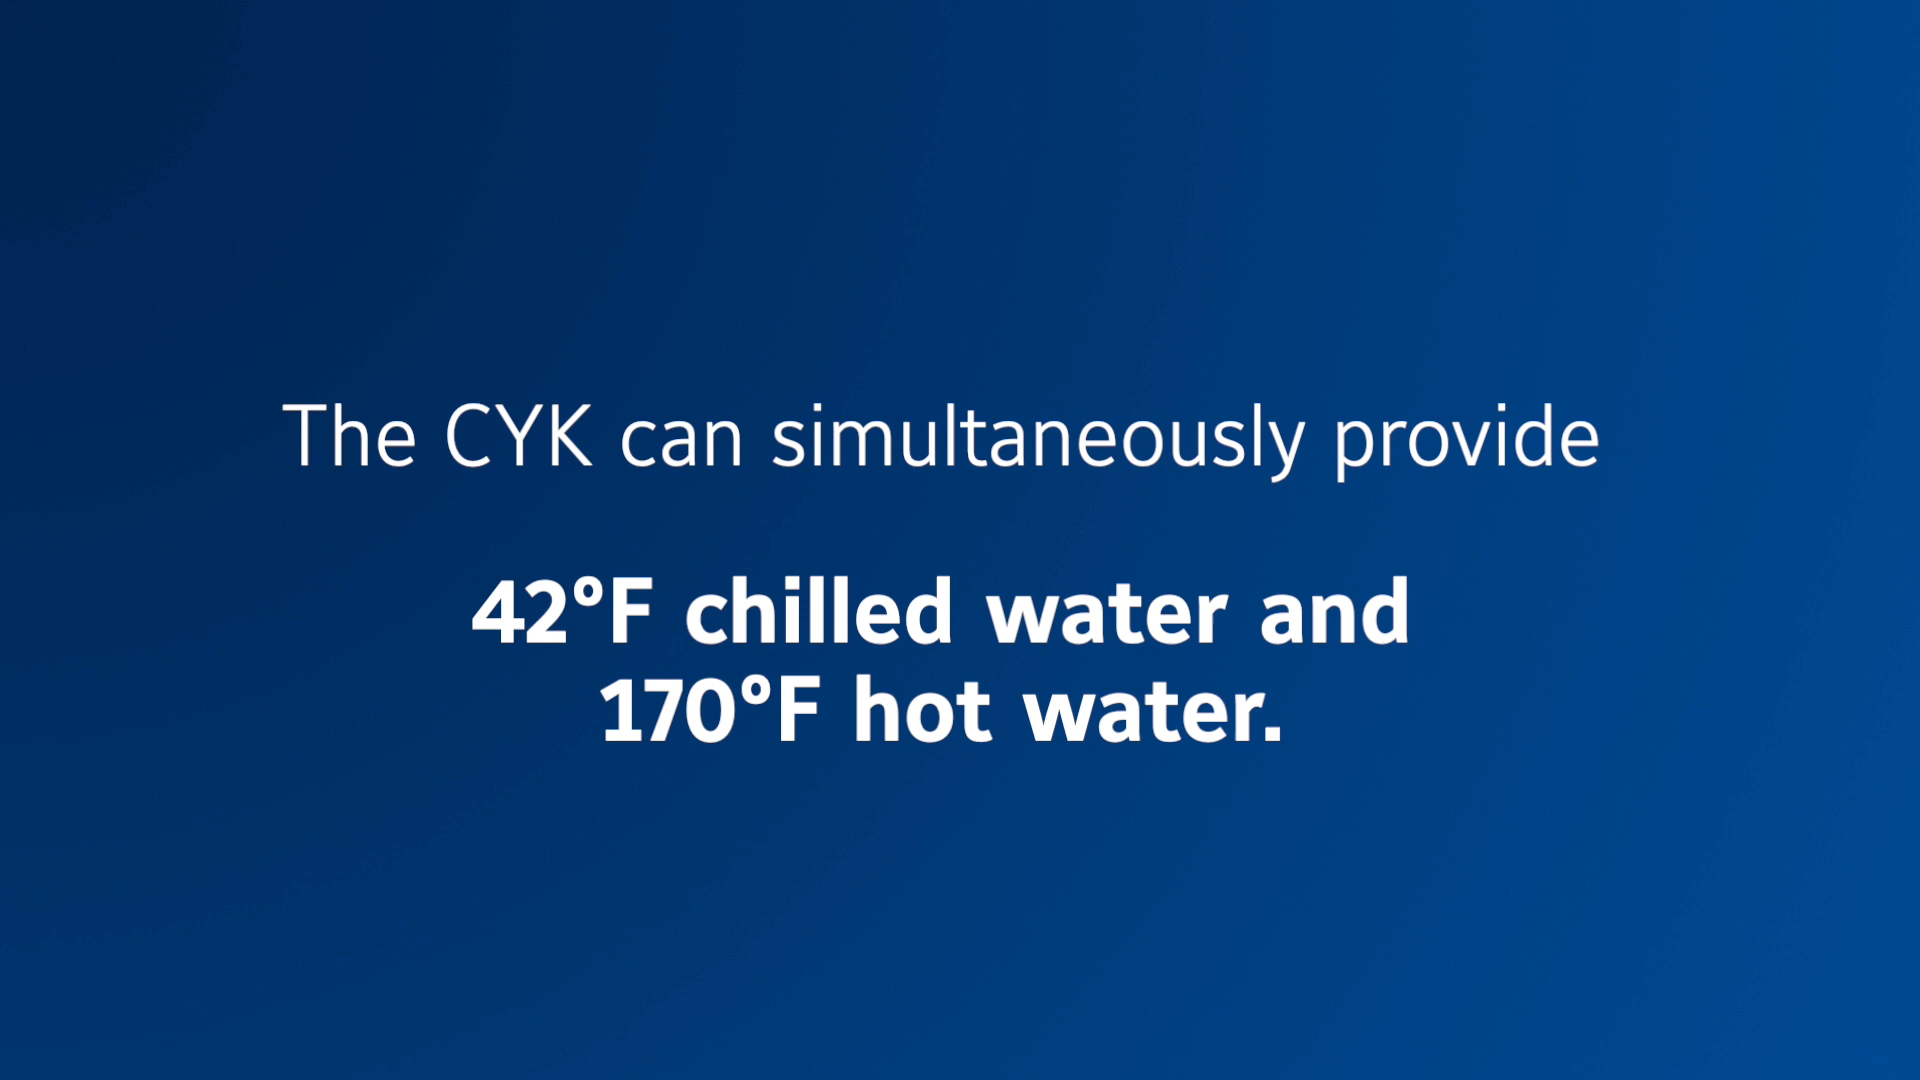 The CYK can simultaneously provide
42°F chilled water and
170°F hot water.